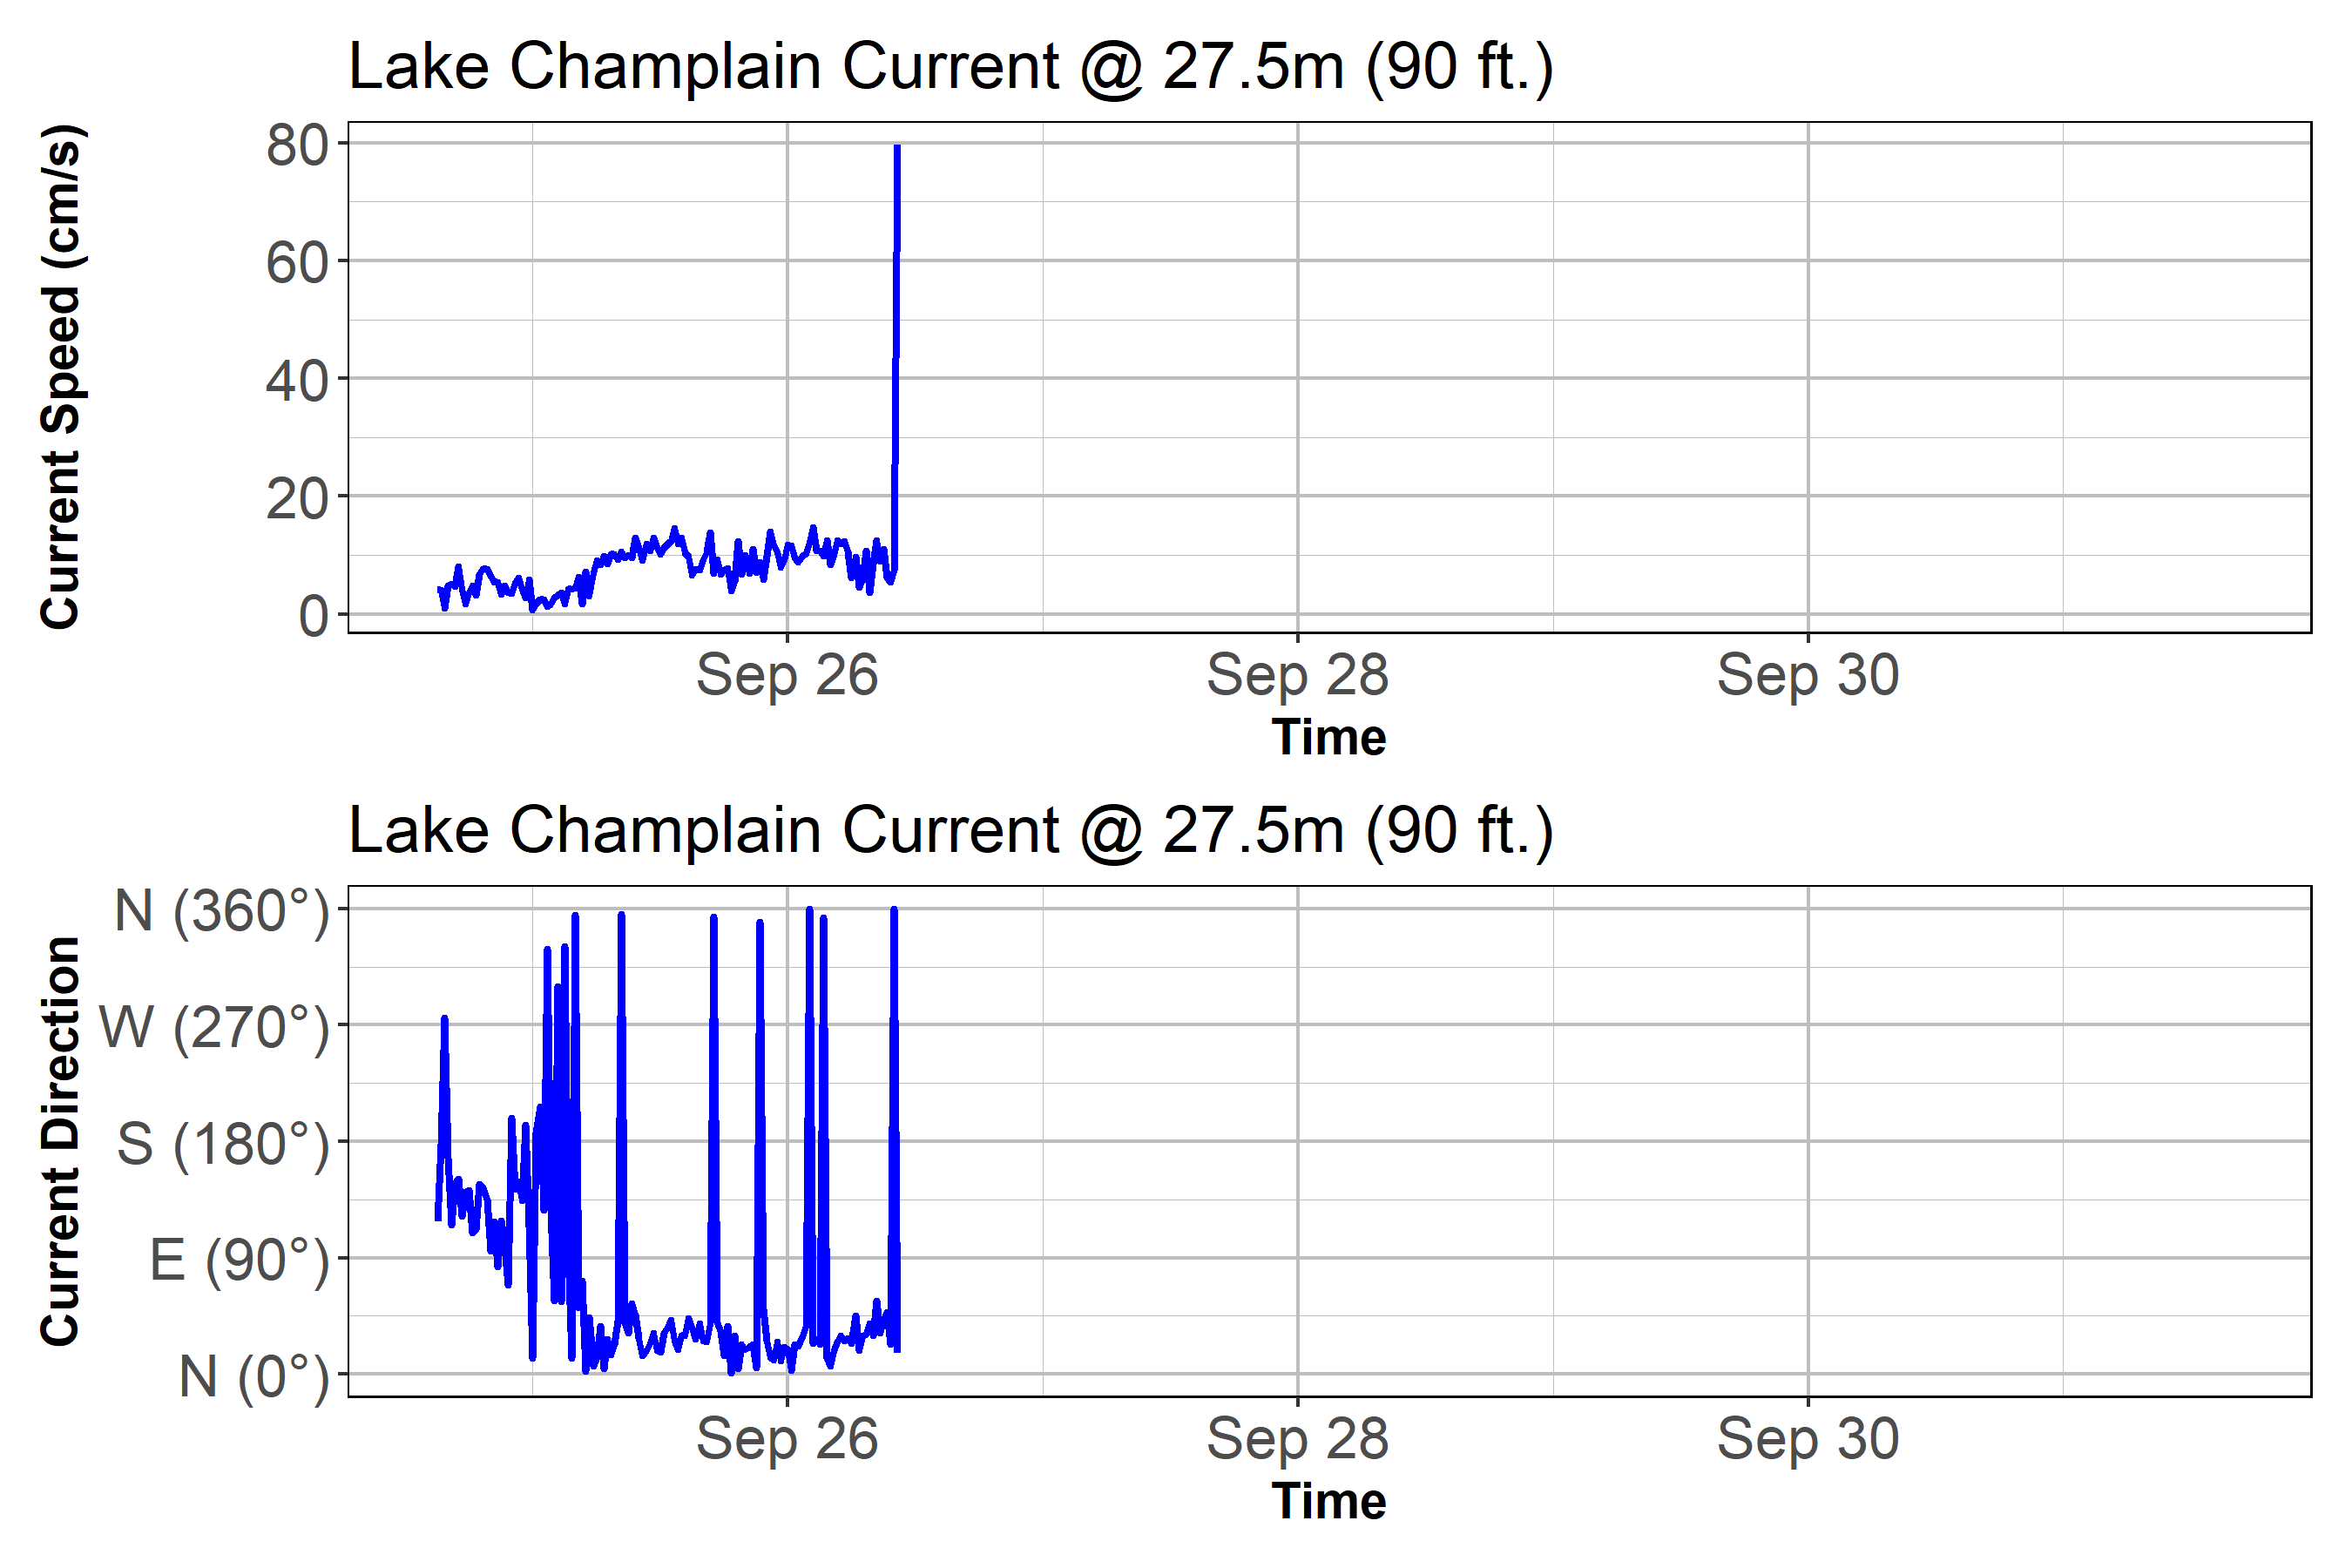 Lake Champlain Current @ 27.5m (90 ft.)
Current Speed (cm/s)
80
60
40
20
0
Sep 26 Sep 28 Sep 30
Time
Lake Champlain Current @ 27.5m (90 ft.)
Current Direction
N (360°)
W (270°)
S (180°)
E (90°)
N (0°)
Sep 26 Sep 28 Sep 30
Time